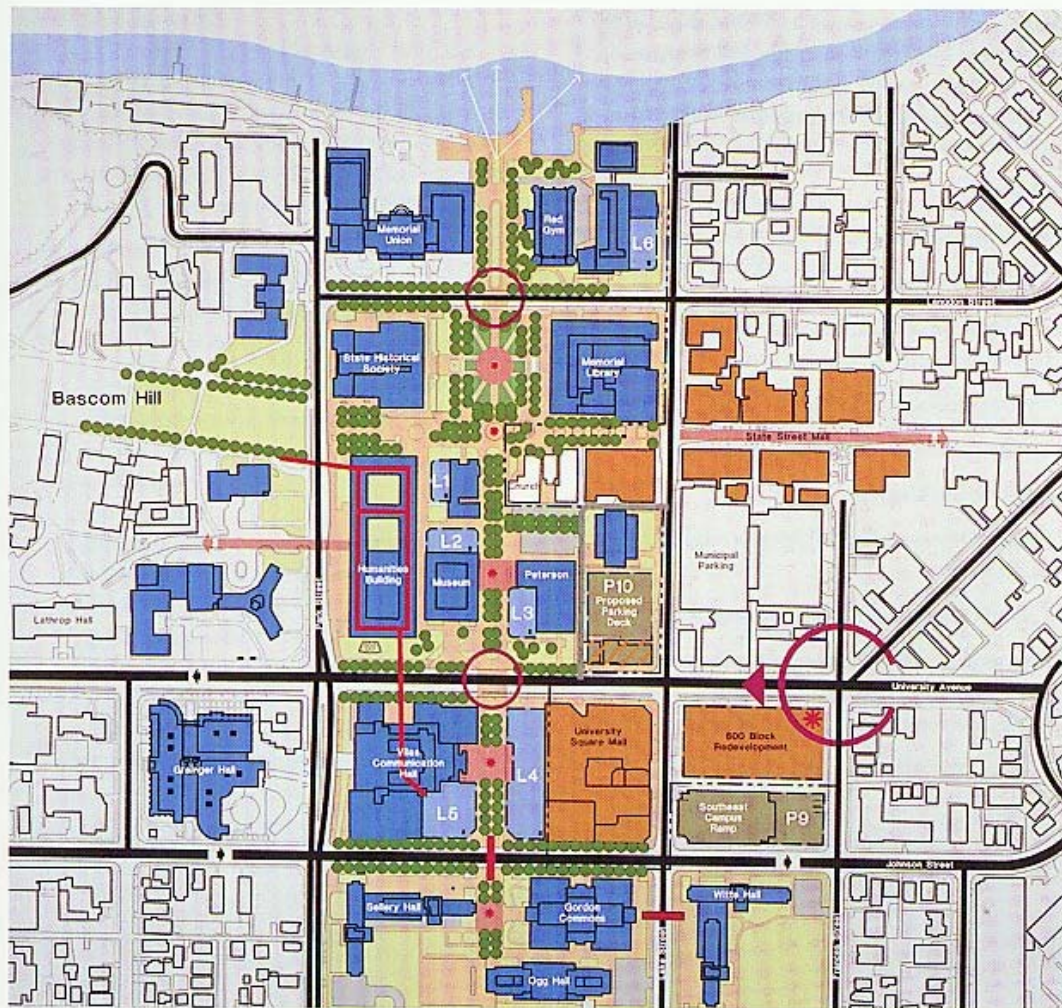 Memorial
Union
Red
Gym
L6
Langdon Street
State Historical
Society
Memorial
Library
Bascom Hill
State Street Mall
L1
Church
L2
Humanities
Building
Museum
Peterson
L3
P10
Proposed
Parking
Deck
Municipal
Parking
Lathrop Hall
University Avenue
Grainger Hall
Vilas
Communication
Hall
L4
University
Square Mall
600 Block
Redevelopment
L5
Southeast
Campus
Ramp
P9
Johnson Street
Sellery Hall
Gordon
Commons
Witte Hall
Ogg Hall